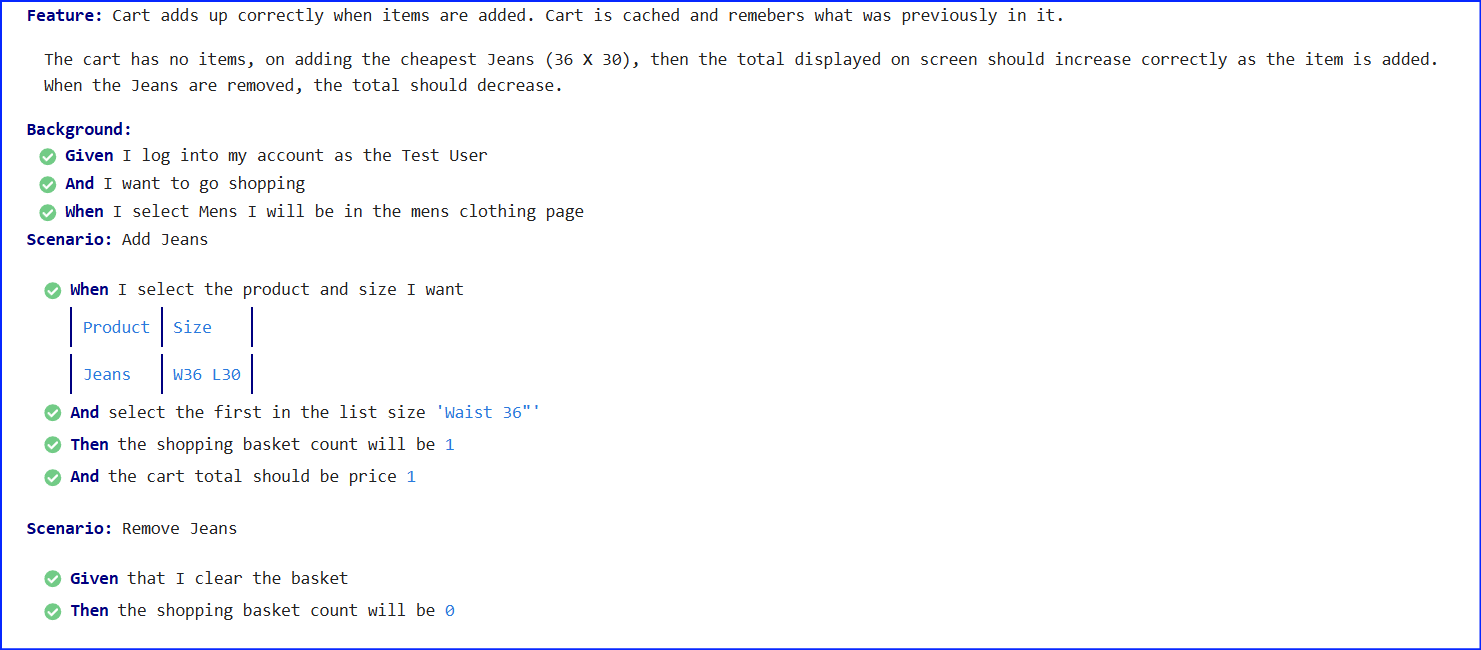 Feature: Cart adds up correctly when items are added. Cart is cached and remebers what was previously in it.
The cart has no items, on adding the cheapest Jeans (36 X 30), then the total displayed on screen should increase correctly as the item is added.
When the Jeans are removed, the total should decrease.
Background:
Given I log into my account as the Test User
And I want to go shopping
When I select Mens I will be in the mens clothing page
Scenario: Add Jeans
When I select the product and size I want
Product Size
Jeans W36 L30
And select the first in the list size 'Waist 36"'
Then the shopping basket count will be 1
And the cart total should be price 1
Scenario: Remove Jeans
Given that I clear the basket
Then the shopping basket count will be 0